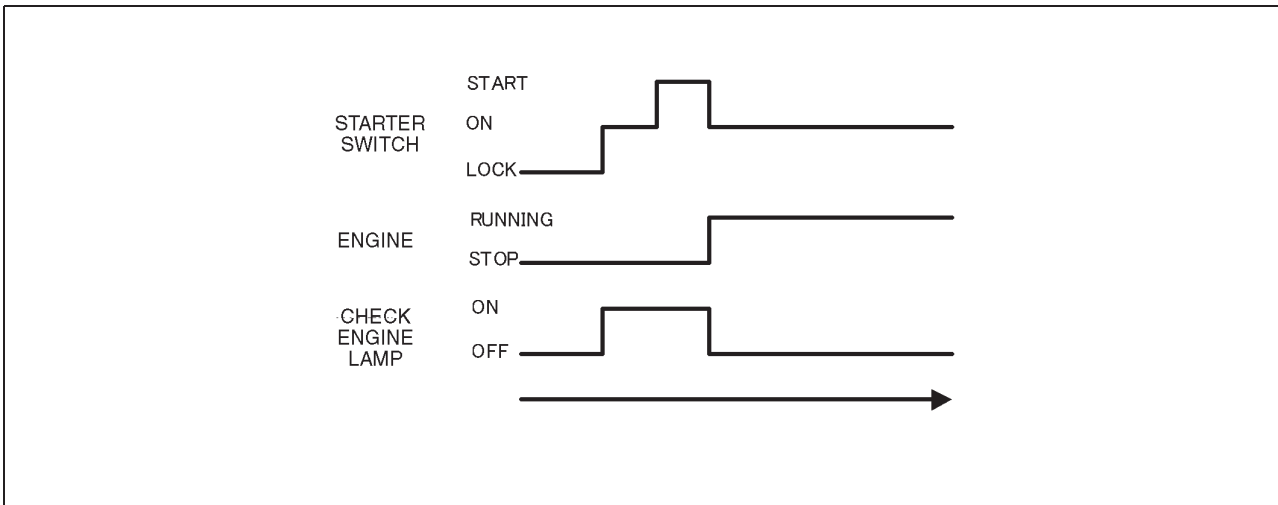 START
STARTER
SWITCH
ON
LOCK
RUNNING
ENGINE
STOP
ON
CHECK
ENGINE
LAMP
OFF